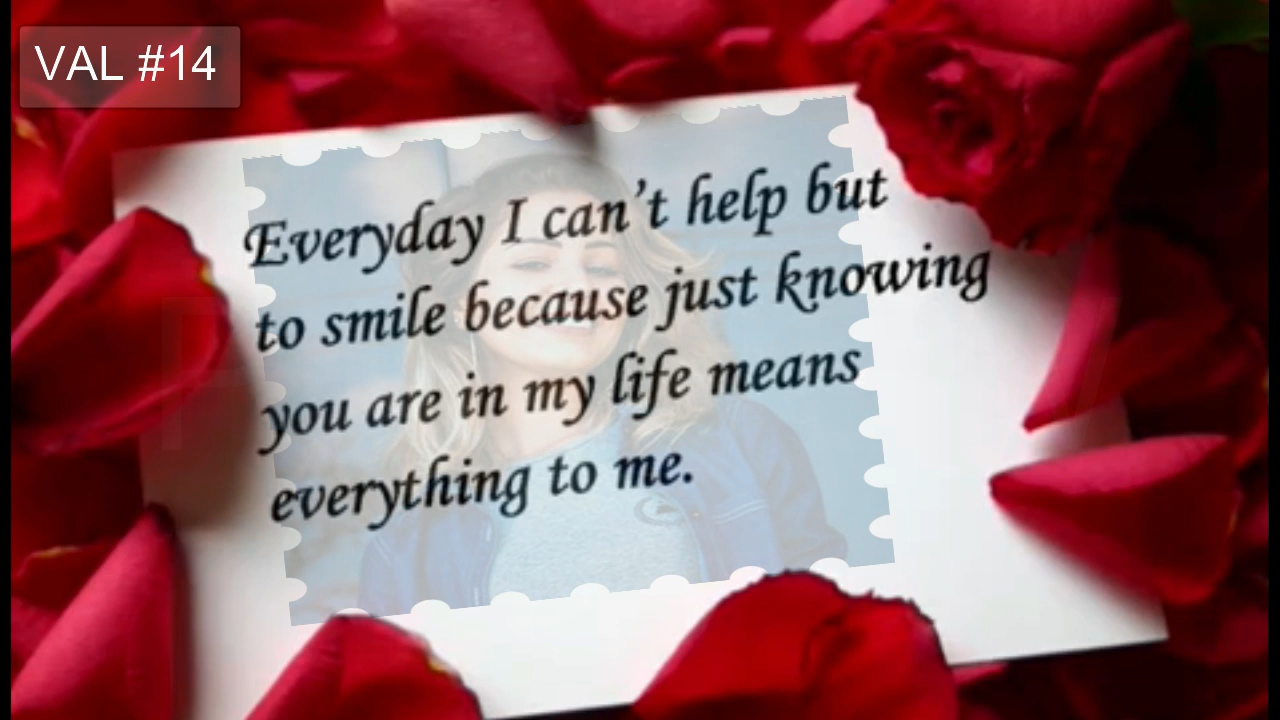 VAL #14
Everyday I can’t help but
to smile because just knowing
you are in my life means
everything to me.